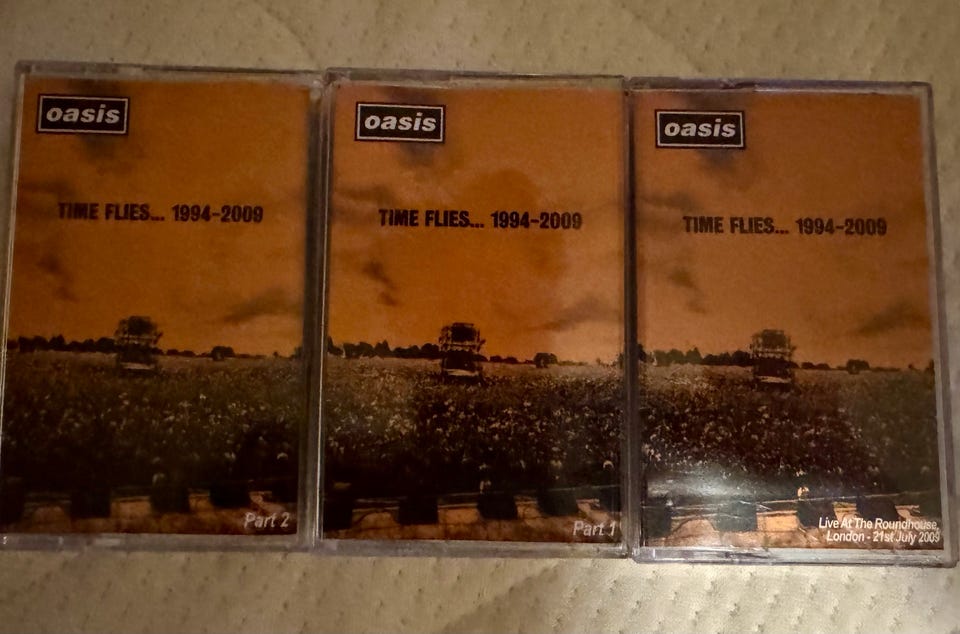 oasis
TIME FLIES... 1994-2009
Part 2
oasis
TIME FLIES... 1994-2009
Part 1
oasis
TIME FLIES... 1994-2009
Live At The Roundhouse,
London - 21st July 2009